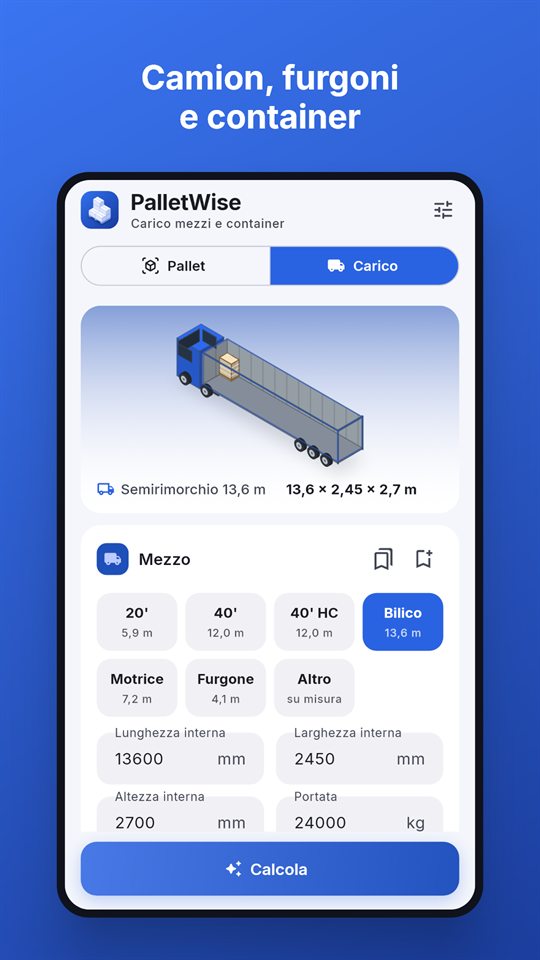 Camion, furgoni
e container
PalletWise
Carico mezzi e container
Pallet
Carico
Semirimorchio 13,6 m
13,6 × 2,45 × 2,7 m
Mezzo
20'
5,9 m
40'
12,0 m
40' HC
12,0 m
Bilico
13,6 m
Motrice
7,2 m
Furgone
4,1 m
Altro
su misura
Lunghezza interna
13600 mm
Larghezza interna
2450 mm
Altezza interna
2700 mm
Portata
24000 kg
Calcola